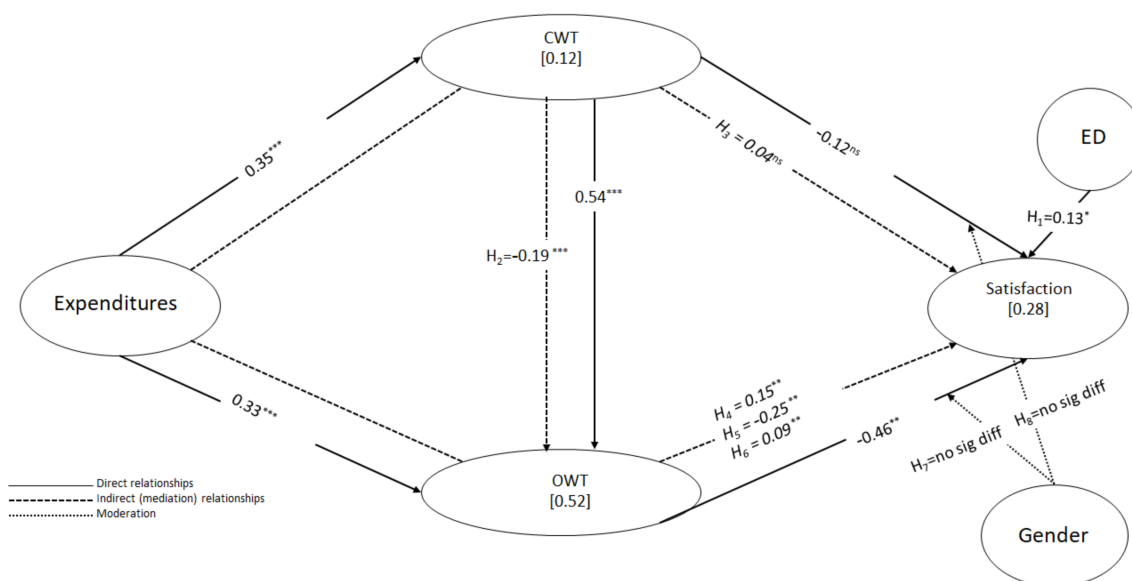 CWT
[0.12]
ED
0.35***
H3 = 0.04ns
-0.12ns
0.54***
H1=0.13*
H2=-0.19 ***
Expenditures
Satisfaction
[0.28]
0.33***
H4 = 0.15**
H5 = -0.25**
H6 = 0.09**
-0.46**
H8=no sig diff
H7=no sig diff
OWT
[0.52]
Direct relationships
Indirect (mediation) relationships
Moderation
Gender